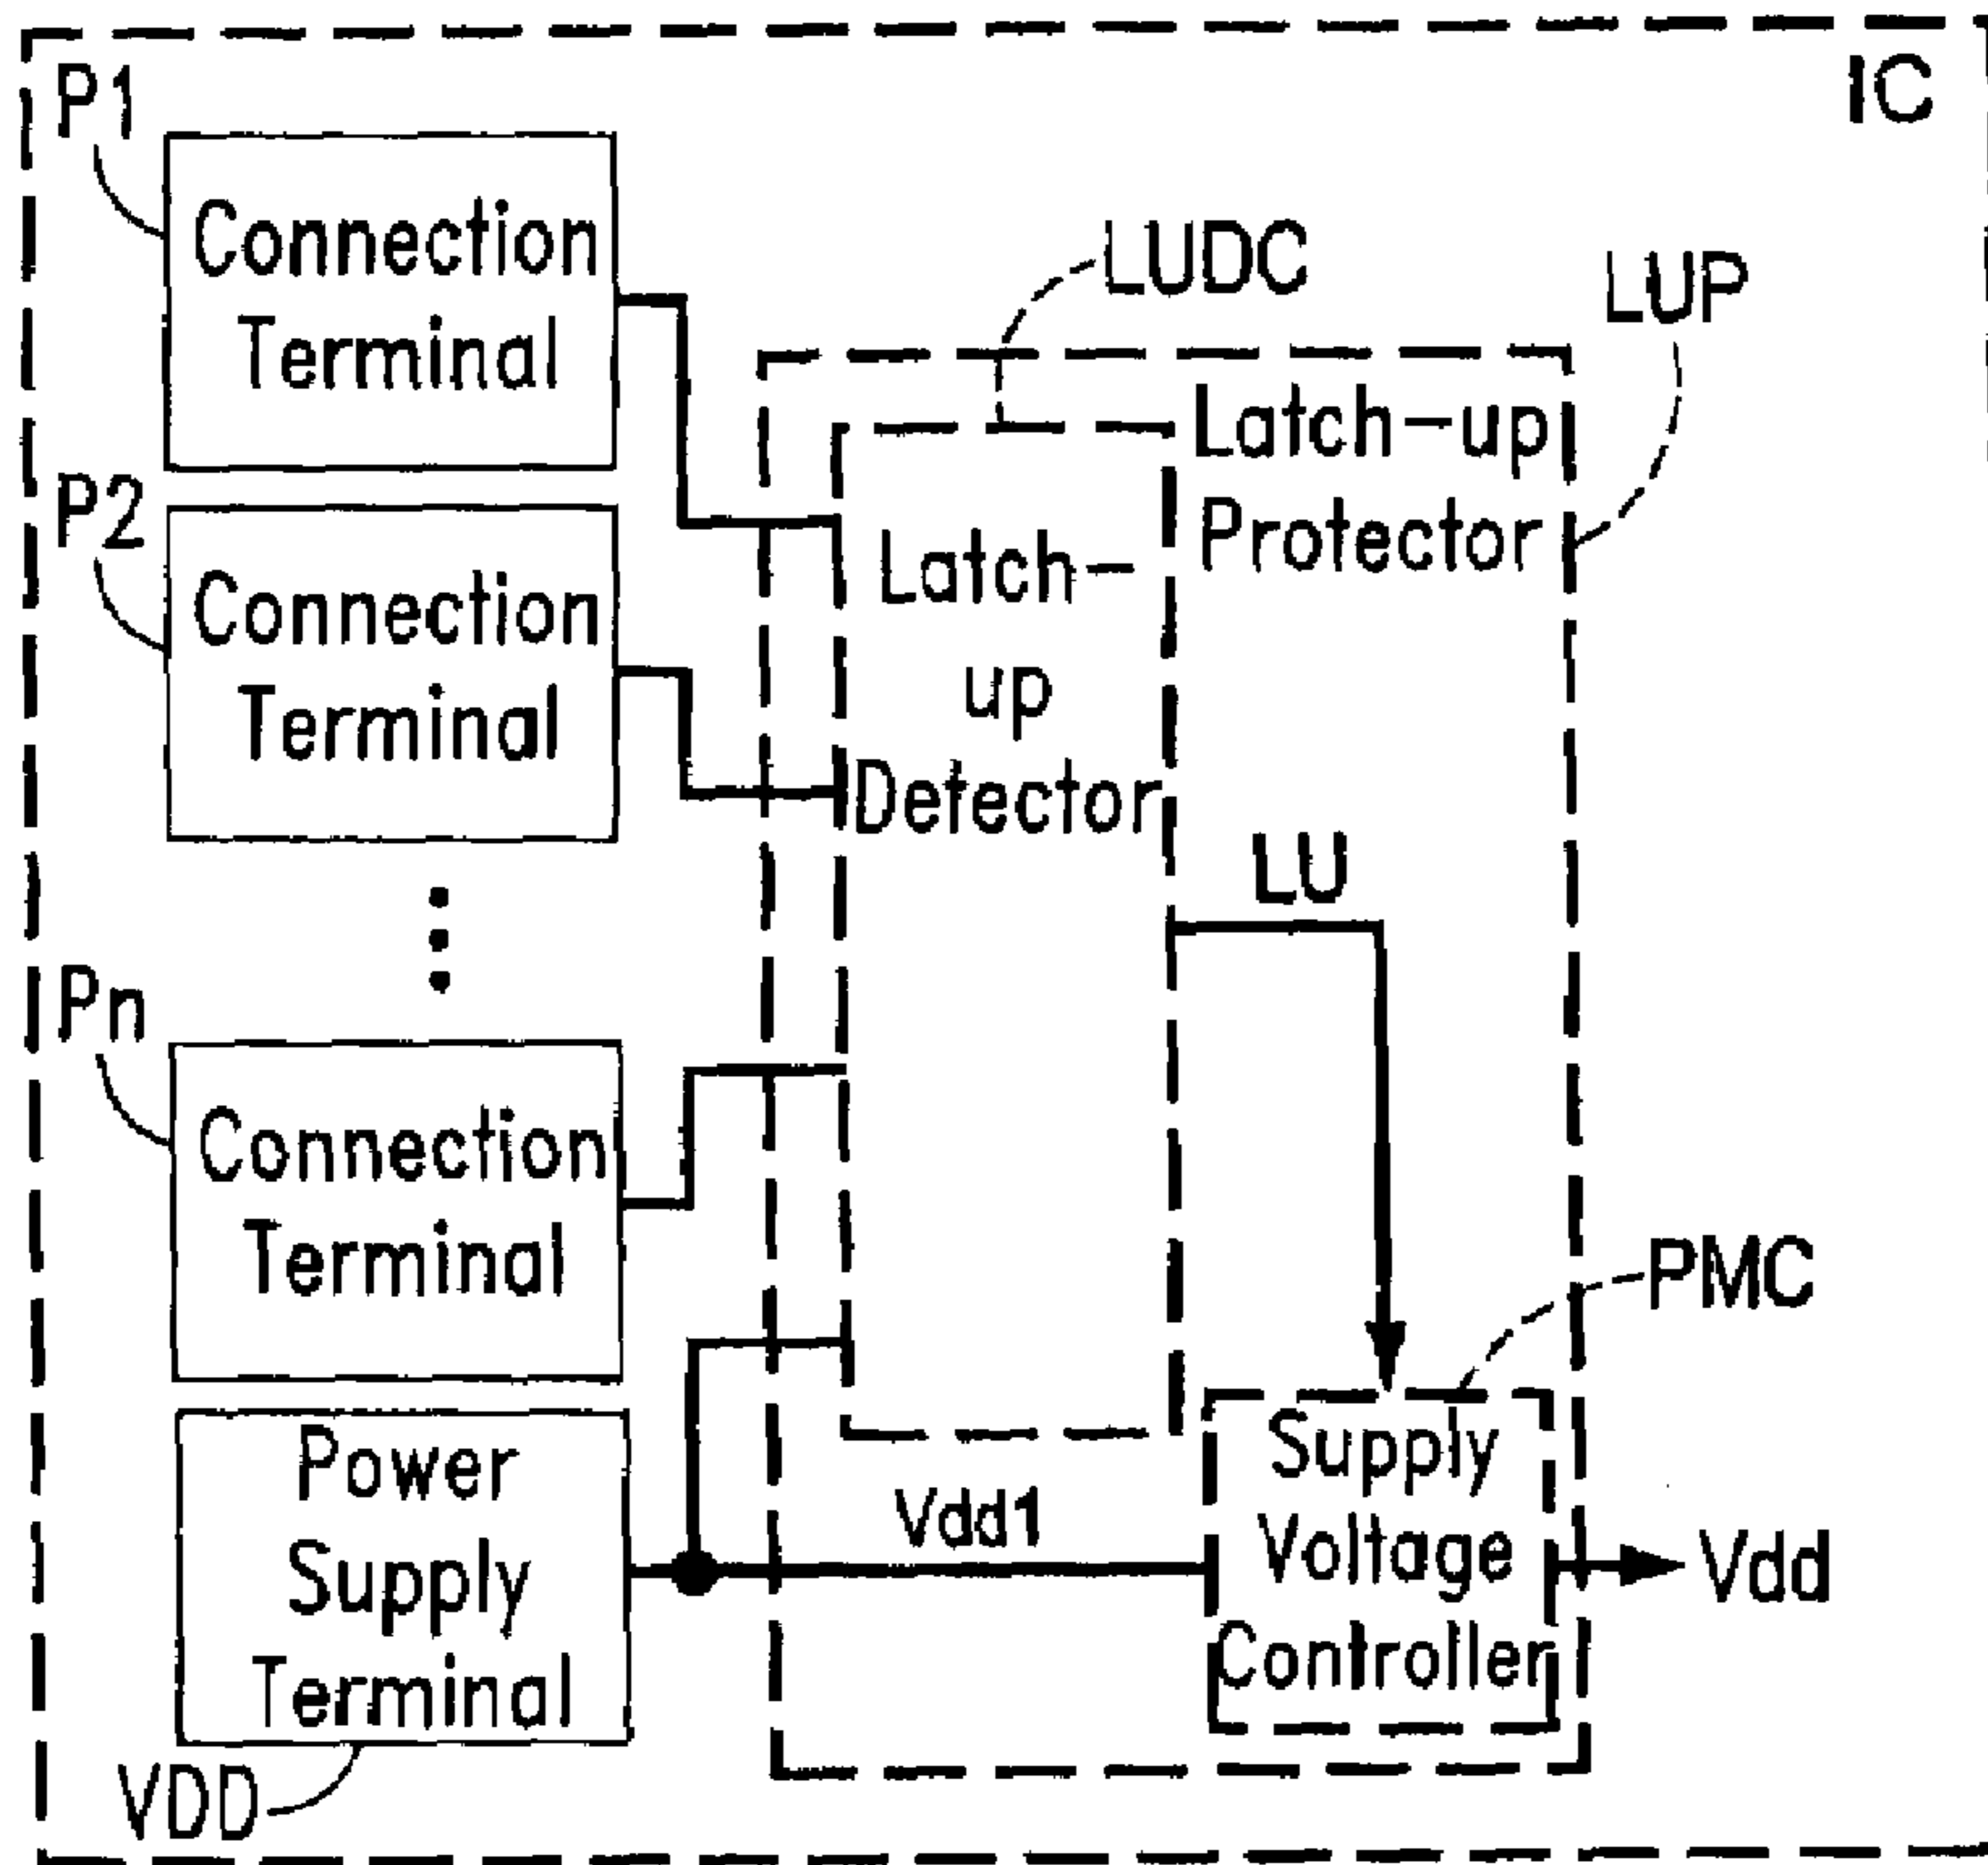 IC
P1
Connection
Terminal
LUDC
LUP
Latch-up
Protector
P2
Connection
Terminal
Latch-
up
Detector
LU
Pn
Connection
Terminal
PMC
Power
Supply
Terminal
VDD
Vdd1
Supply
Voltage
Controller
Vdd